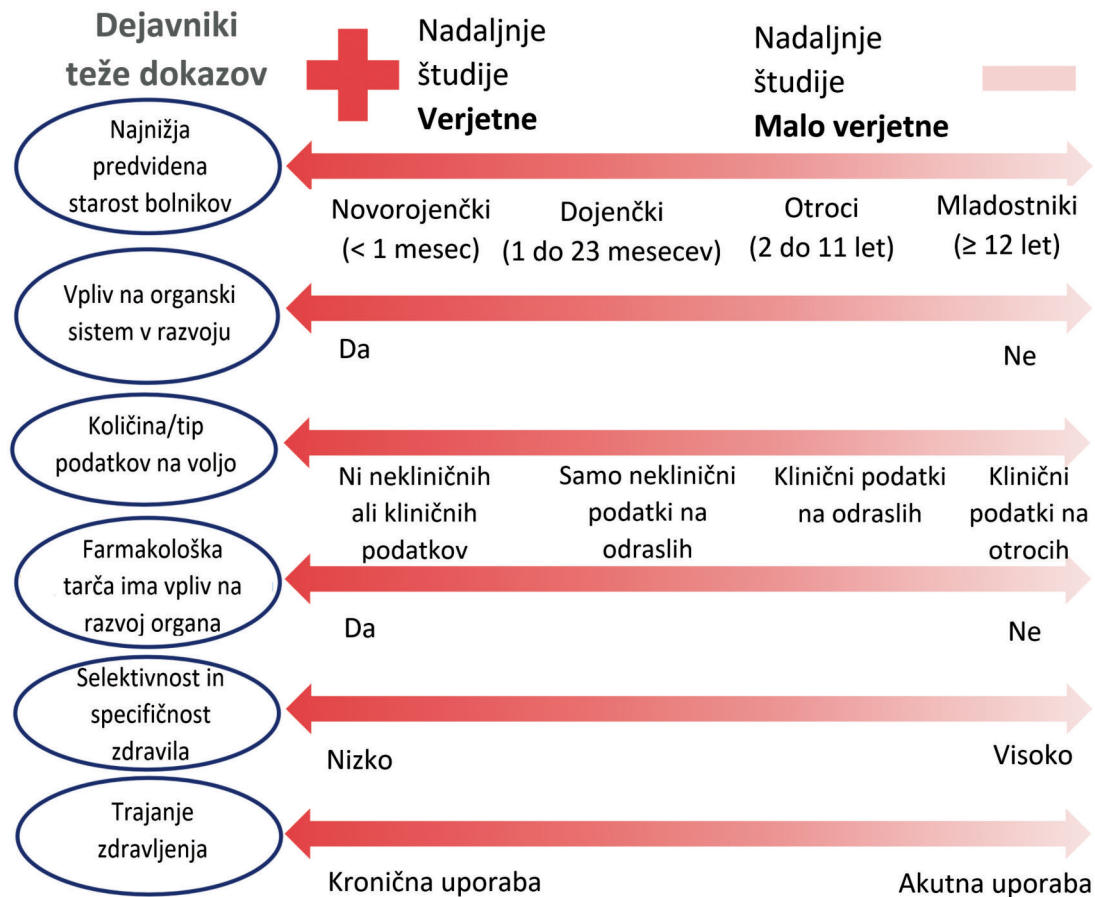 Dejavniki
teže dokazov
Nadaljnje
študije
Verjetne
Nadaljnje
študije
Malo verjetne
Najnižja
predvidena
starost bolnikov
Novorojenčki
(< 1 mesec)
Dojenčki
(1 do 23 mesecev)
Otroci
(2 do 11 let)
Mladostniki
(≥ 12 let)
Vpliv na organski
sistem v razvoju
Da
Ne
Količina/tip
podatkov na voljo
Ni nekliničnih
ali kliničnih
podatkov
Samo neklinični
podatki na
odraslih
Klinični podatki
na odraslih
Klinični
podatki na
otrocih
Farmakološka
tarča ima vpliv na
razvoj organa
Da
Ne
Selektivnost in
specifičnost
zdravila
Nizko
Visoko
Trajanje
zdravljenja
Kronična uporaba
Akutna uporaba